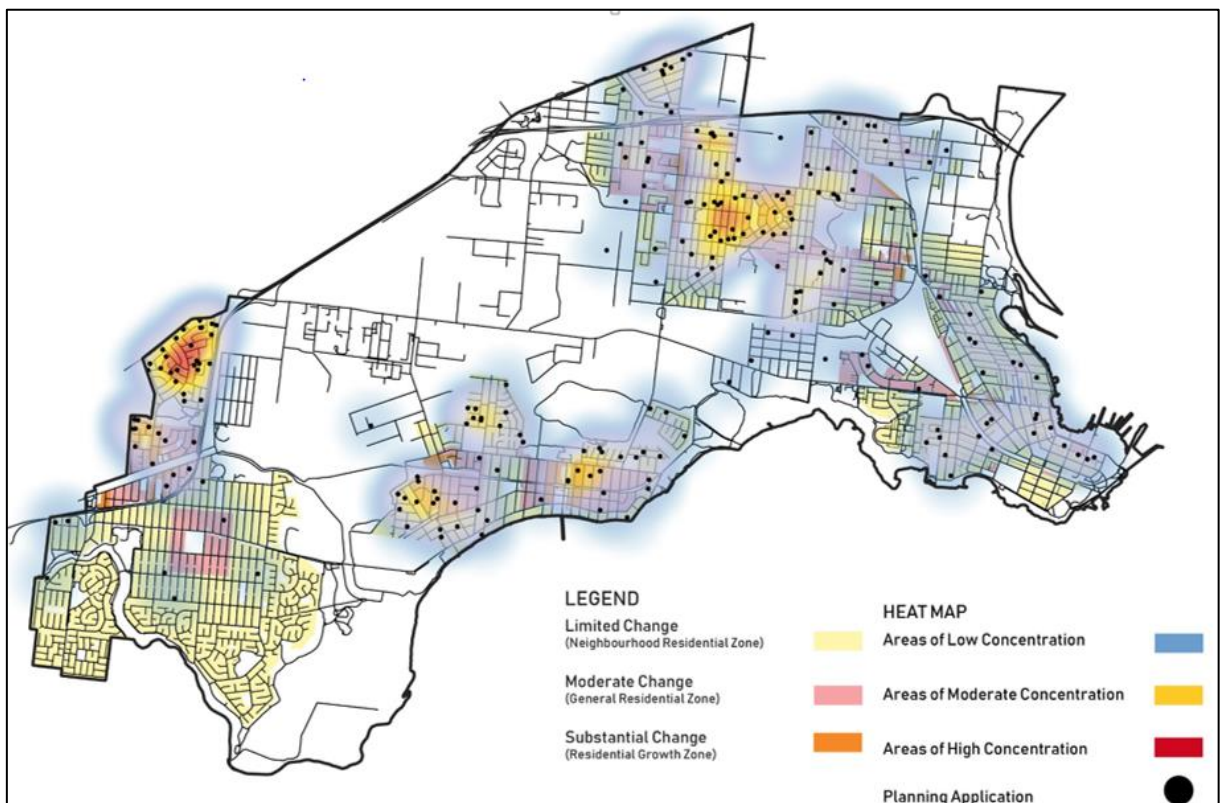 LEGEND
Limited Change
(Neighbourhood Residential Zone)
Moderate Change
(General Residential Zone)
Substantial Change
(Residential Growth Zone)
HEAT MAP
Areas of Low Concentration
Areas of Moderate Concentration
Areas of High Concentration
Planning Application